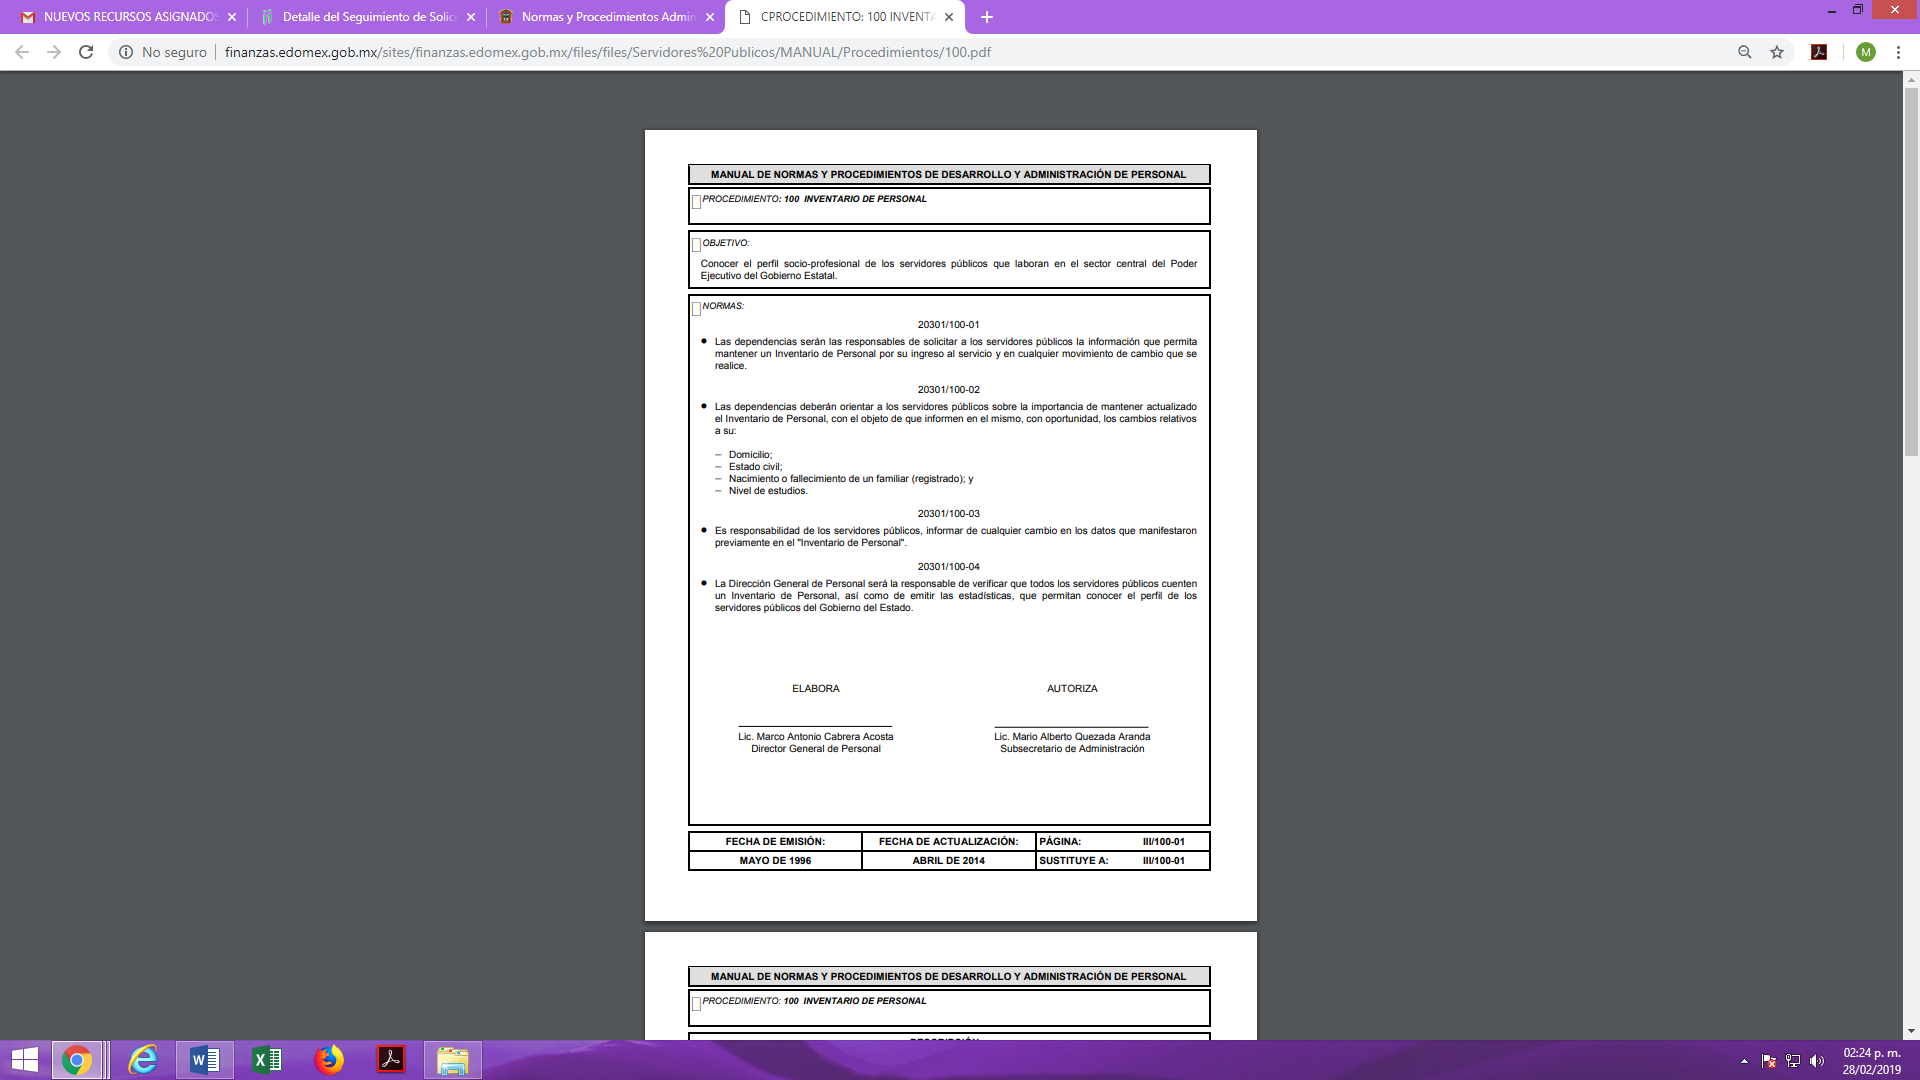 NUEVOS RECURSOS ASIGNADOS
Detalle del Seguimiento de Solici
Normas y Procedimientos Admin
CPROCEDIMIENTO: 100 INVENTA
No seguro
finanzas.edomex.gob.mx/sites/finanzas.edomex.gob.mx/files/files/Servidores%20Publicos/MANUAL/Procedimientos/100.pdf
M
MANUAL DE NORMAS Y PROCEDIMIENTOS DE DESARROLLO Y ADMINISTRACIÓN DE PERSONAL
PROCEDIMIENTO: 100 INVENTARIO DE PERSONAL
OBJETIVO:
Conocer el perfil socio-profesional de los servidores públicos que laboran en el sector central del Poder
Ejecutivo del Gobierno Estatal.
NORMAS:
20301/100-01
• Las dependencias serán las responsables de solicitar a los servidores públicos la información que permita
mantener un Inventario de Personal por su ingreso al servicio y en cualquier movimiento de cambio que se
realice.
20301/100-02
• Las dependencias deberán orientar a los servidores públicos sobre la importancia de mantener actualizado
el Inventario de Personal, con el objeto de que informen en el mismo, con oportunidad, los cambios relativos
a su:
– Domicilio;
– Estado civil;
– Nacimiento o fallecimiento de un familiar (registrado); y
– Nivel de estudios.
20301/100-03
• Es responsabilidad de los servidores públicos, informar de cualquier cambio en los datos que manifestaron
previamente en el "Inventario de Personal".
20301/100-04
• La Dirección General de Personal será la responsable de verificar que todos los servidores públicos cuenten
un Inventario de Personal, así como de emitir las estadísticas, que permitan conocer el perfil de los
servidores públicos del Gobierno del Estado.
ELABORA AUTORIZA
Lic. Marco Antonio Cabrera Acosta Lic. Mario Alberto Quezada Aranda
Director General de Personal Subsecretario de Administración
FECHA DE EMISIÓN: FECHA DE ACTUALIZACIÓN: PÁGINA: III/100-01
MAYO DE 1996 ABRIL DE 2014 SUSTITUYE A: III/100-01
MANUAL DE NORMAS Y PROCEDIMIENTOS DE DESARROLLO Y ADMINISTRACIÓN DE PERSONAL
PROCEDIMIENTO: 100 INVENTARIO DE PERSONAL
02:24 p. m.
28/02/2019